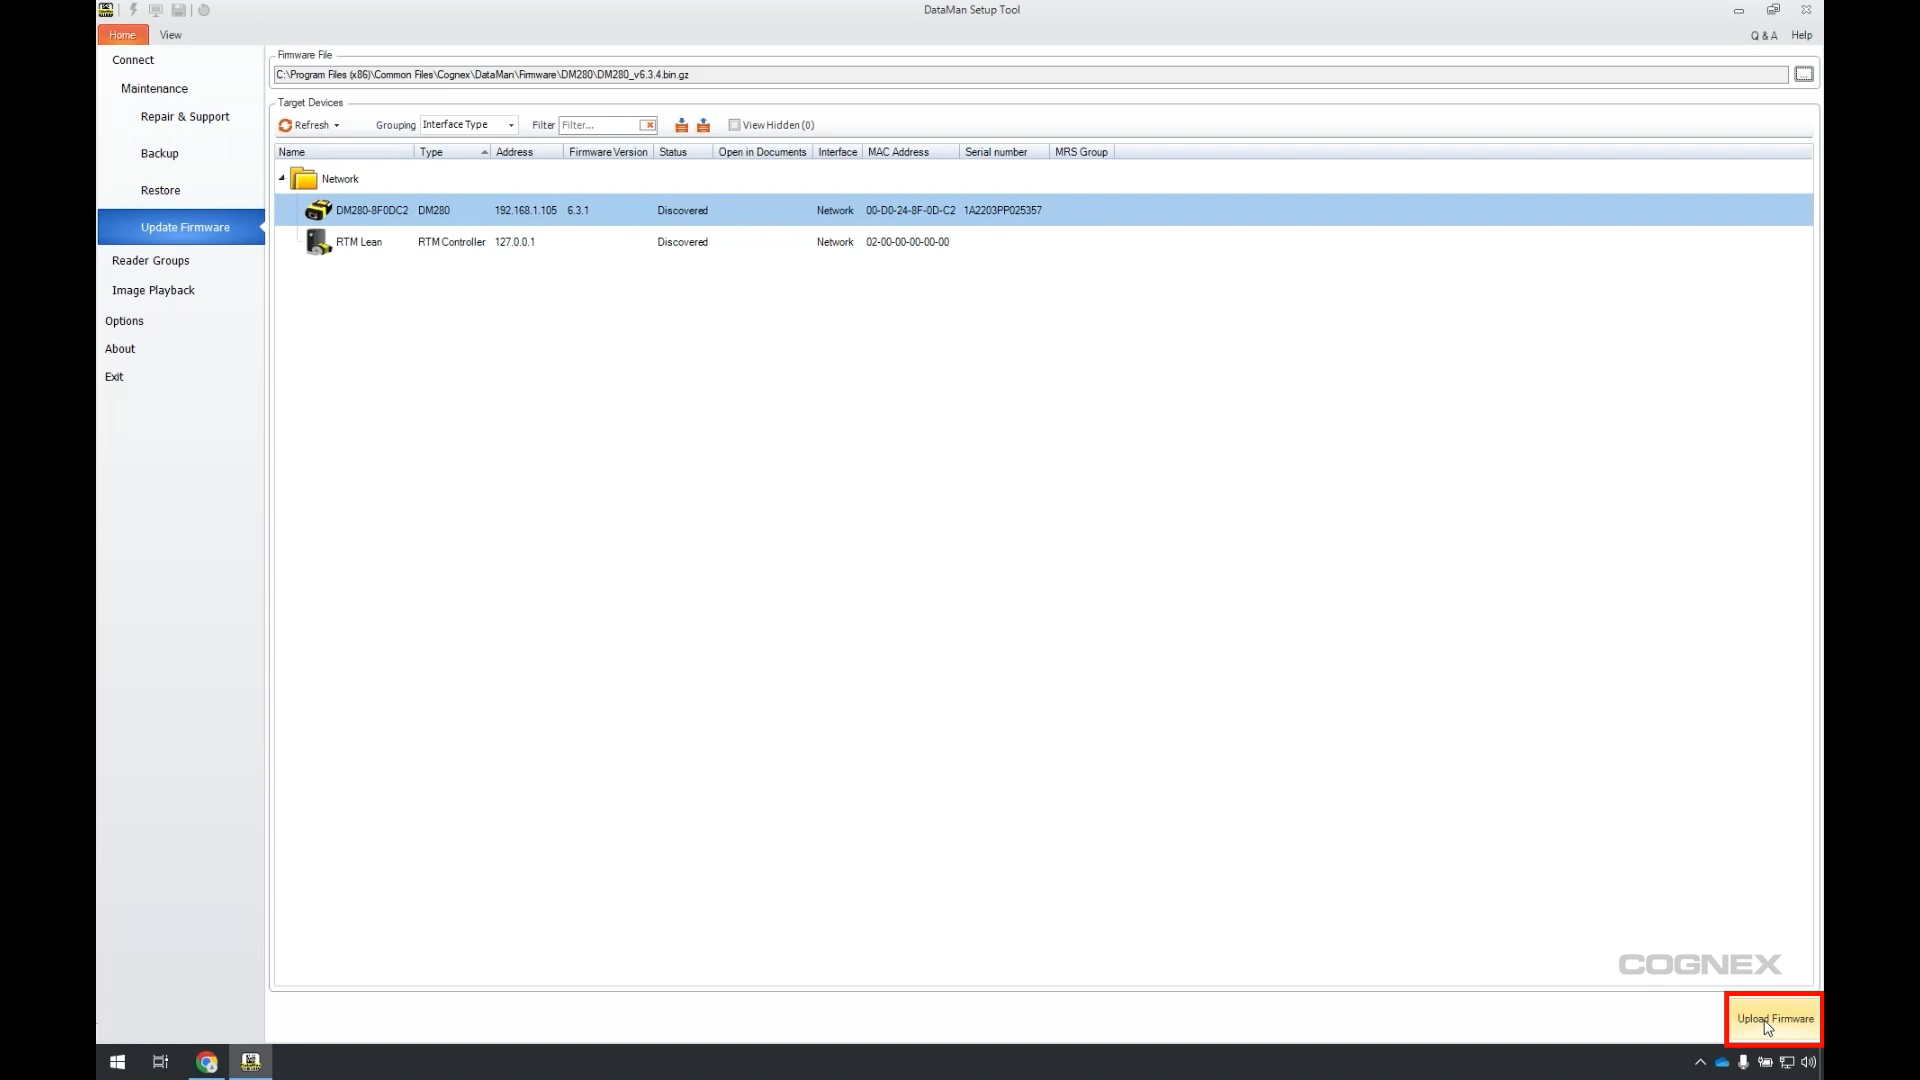 DataMan Setup Tool
Home View Q & A Help
Connect
Maintenance
Repair & Support
Backup
Restore
Update Firmware
Reader Groups
Image Playback
Options
About
Exit
Firmware File
C:\Program Files (x86)\Common Files\Cognex\DataMan\Firmware\DM280\DM280_v6.3.4.bin.gz
...
Target Devices
Refresh Grouping Interface Type Filter Filter... View Hidden (0)
Name Type Address Firmware Version Status Open in Documents Interface MAC Address Serial number MRS Group
Network
DM280-8F0DC2 DM280 192.168.1.105 6.3.1 Discovered Network 00-D0-24-8F-0D-C2 1A2203PP025357
RTM Lean RTM Controller 127.0.0.1 Discovered Network 02-00-00-00-00-00
COGNEX
Upload Firmware